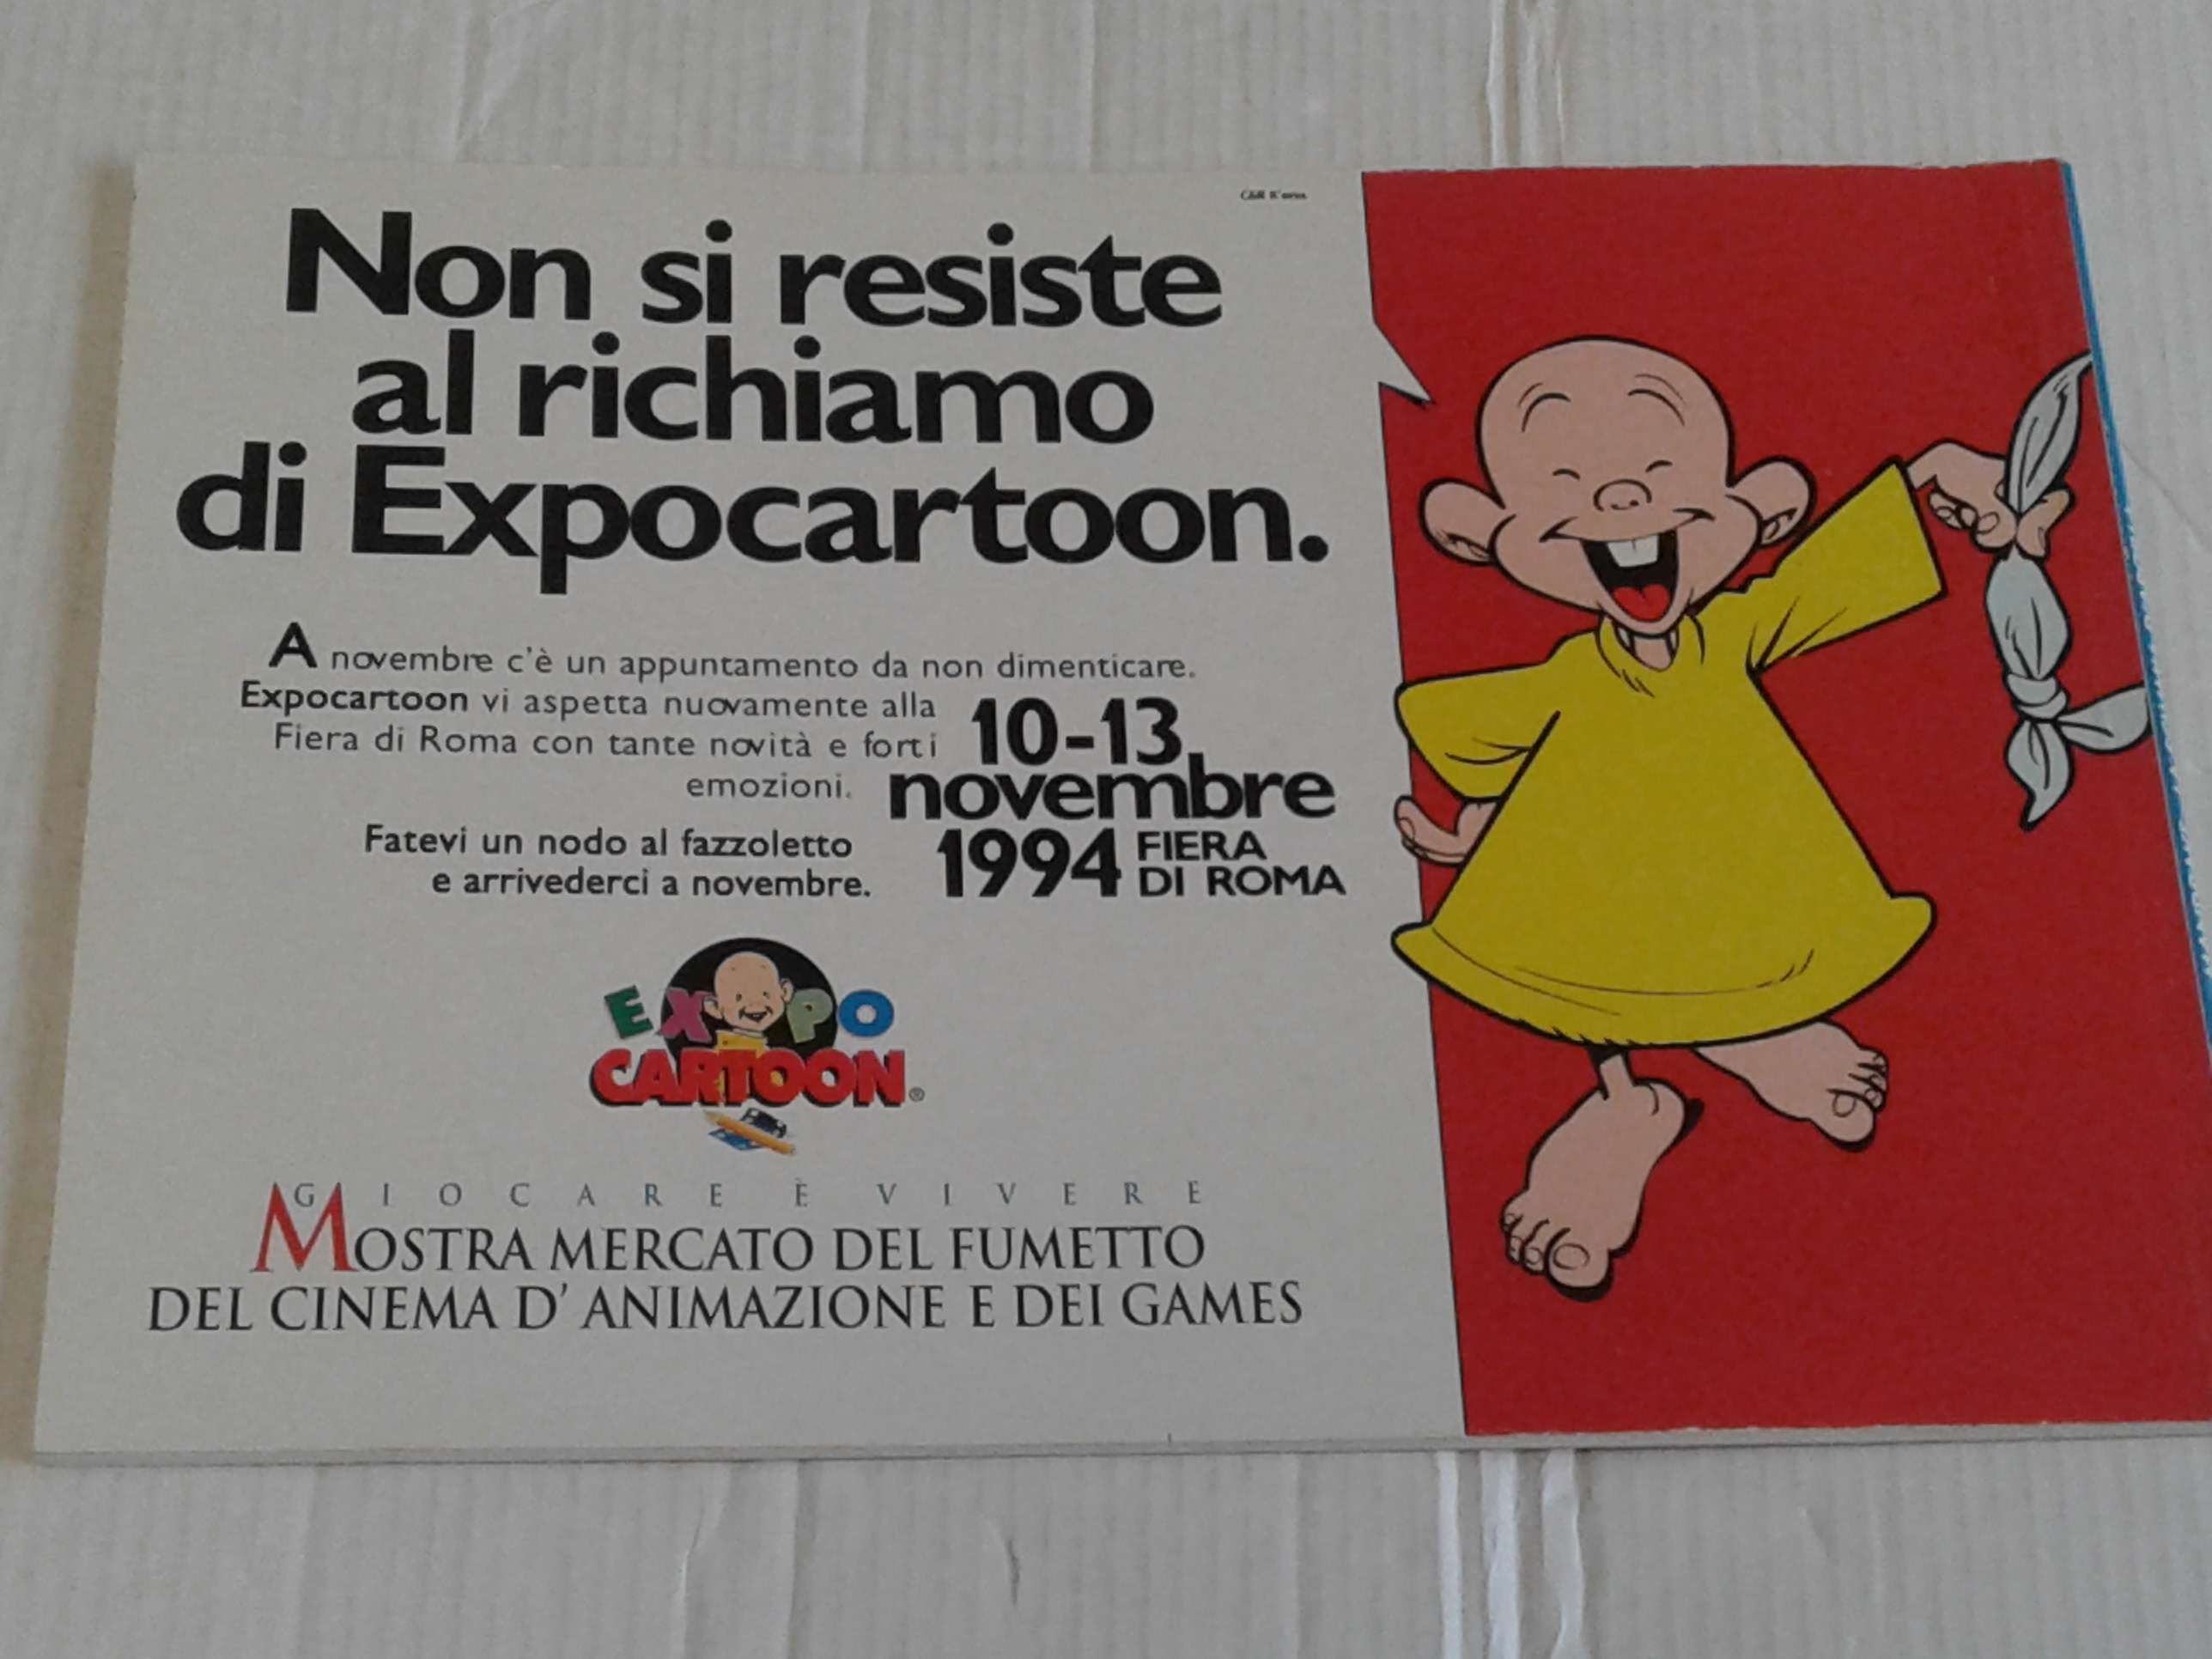 Non si resiste
al richiamo
di Expocartoon.
A novembre c'è un appuntamento da non dimenticare.
Expocartoon vi aspetta nuovamente alla
Fiera di Roma con tante novità e forti
emozioni.
10-13
novembre
1994 FIERA
DI ROMA
Fatevi un nodo al fazzoletto
e arrivederci a novembre.
EXPO
CARTOON®
GIOCARE È VIVERE
MOSTRA MERCATO DEL FUMETTO
DEL CINEMA D'ANIMAZIONE E DEI GAMES